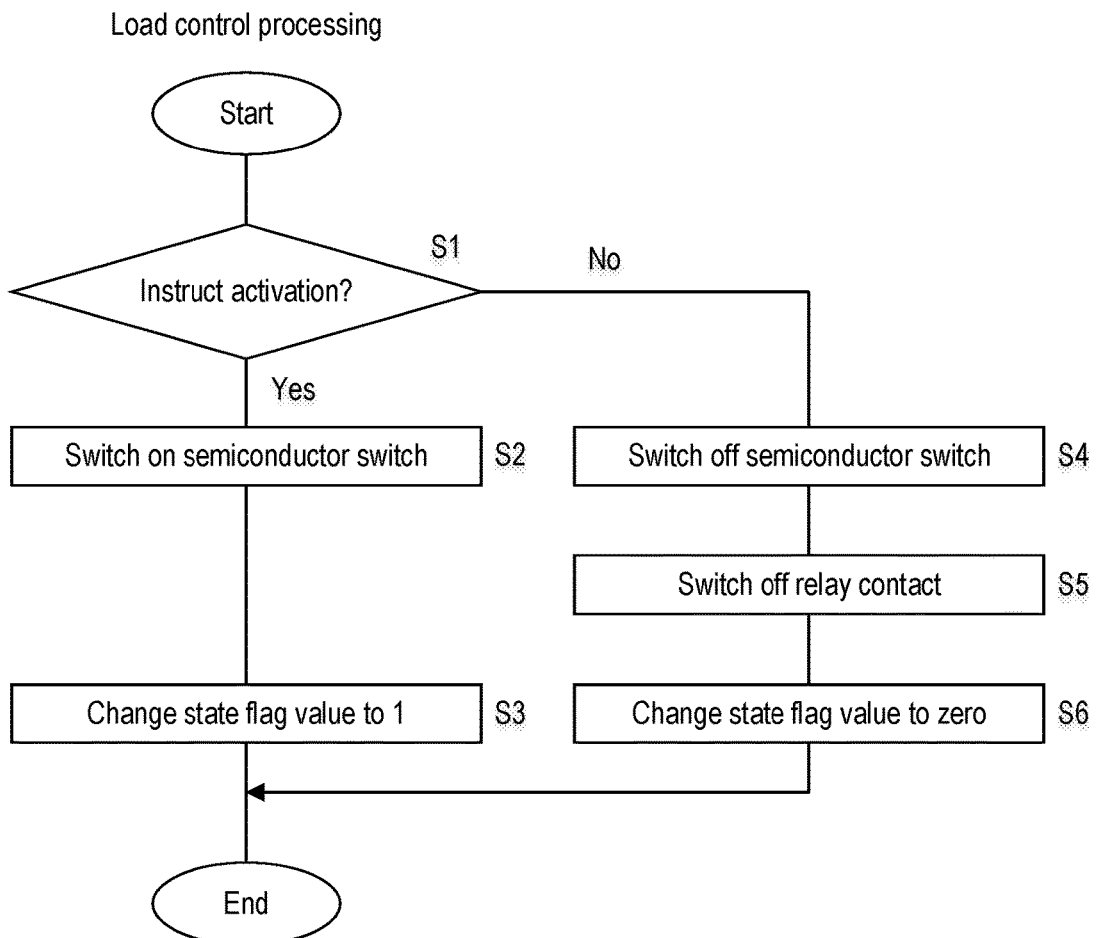 Load control processing
Start
S1
Instruct activation?
No
Yes
Switch on semiconductor switch
S2
Switch off semiconductor switch
S4
Switch off relay contact
S5
Change state flag value to 1
S3
Change state flag value to zero
S6
End